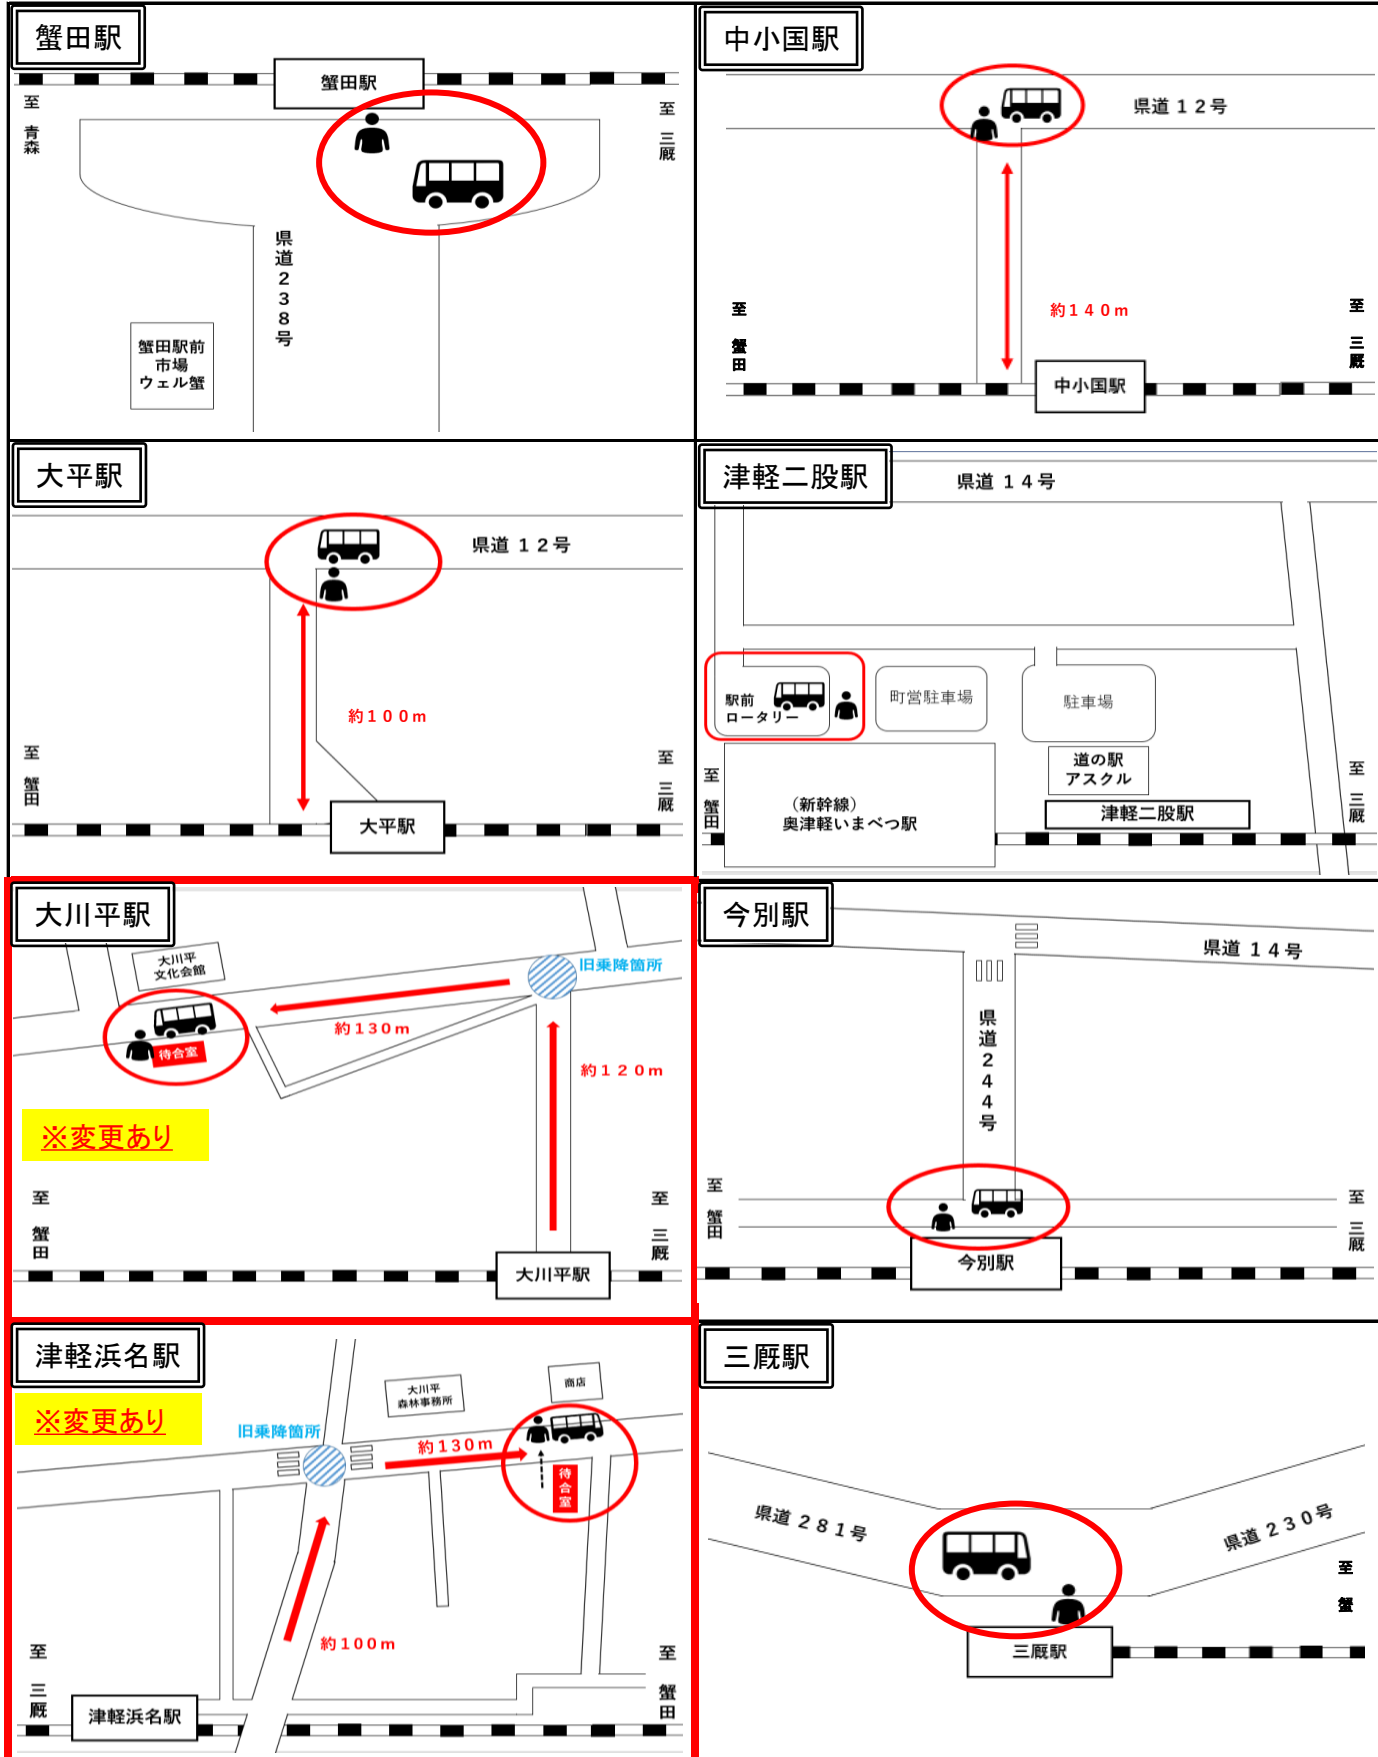 蟹田駅
蟹田駅
至 青森
至 三厩
県道238号
蟹田駅前
市場
ウェル蟹
中小国駅
県道 12号
約140m
至 蟹田
至 三厩
中小国駅
大平駅
県道 12号
約100m
至 蟹田
至 三厩
大平駅
津軽二股駅
県道 14号
駅前
ロータリー
町営駐車場
駐車場
道の駅
アスクル
至 蟹田
至 三厩
(新幹線)
奥津軽いまべつ駅
津軽二股駅
大川平駅
大川平
文化会館
旧乗降箇所
約130m
待合室
約120m
※変更あり
至 蟹田
至 三厩
大川平駅
今別駅
県道 14号
県道244号
至 蟹田
至 三厩
今別駅
津軽浜名駅
※変更あり
大川平
森林事務所
商店
旧乗降箇所
約130m
待合室
約100m
至 三厩
至 蟹田
津軽浜名駅
三厩駅
県道 281号
県道 230号
至 蟹
三厩駅